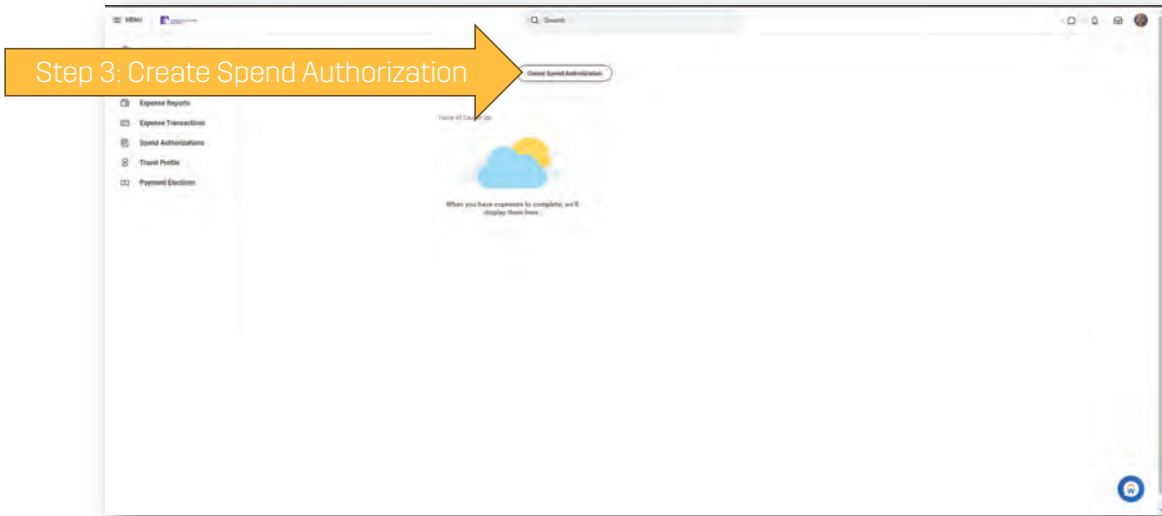 MENU
Search
Step 3: Create Spend Authorization
Create Spend Authorization
Expense Reports
Expense Transactions
Spend Authorizations
Travel Profile
Payment Elections
You're All Caught Up
When you have expenses to complete, we'll
display them here.
W